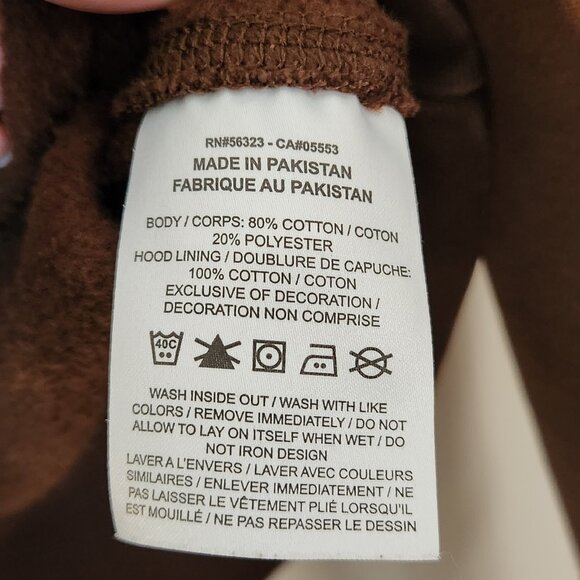 RN#56323 - CA#05553
MADE IN PAKISTAN
FABRIQUE AU PAKISTAN
BODY / CORPS: 80% COTTON / COTON
20% POLYESTER
HOOD LINING / DOUBLURE DE CAPUCHE:
100% COTTON / COTON
EXCLUSIVE OF DECORATION /
DECORATION NON COMPRISE
40C
WASH INSIDE OUT / WASH WITH LIKE
COLORS / REMOVE IMMEDIATELY / DO NOT
ALLOW TO LAY ON ITSELF WHEN WET / DO
NOT IRON DESIGN
LAVER A L'ENVERS / LAVER AVEC COULEURS
SIMILAIRES / ENLEVER IMMEDIATEMENT / NE
PAS LAISSER LE VÊTEMENT PLIÉ LORSQU'IL
EST MOUILLÉ / NE PAS REPASSER LE DESSIN